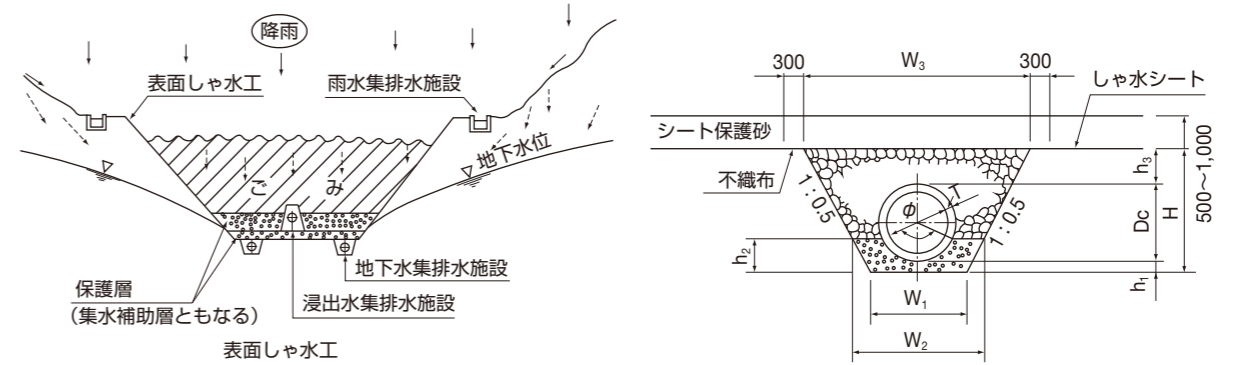 降雨
表面しゃ水工
雨水集排水施設
地下水位
ごみ
地下水集排水施設
保護層
(集水補助層ともなる)
浸出水集排水施設
表面しゃ水工
300
W₃
300
しゃ水シート
シート保護砂
不織布
1:0.5
1:0.5
Φ
T
h₃
Dc
H
500〜1,000
h₂
h₁
W₁
W₂